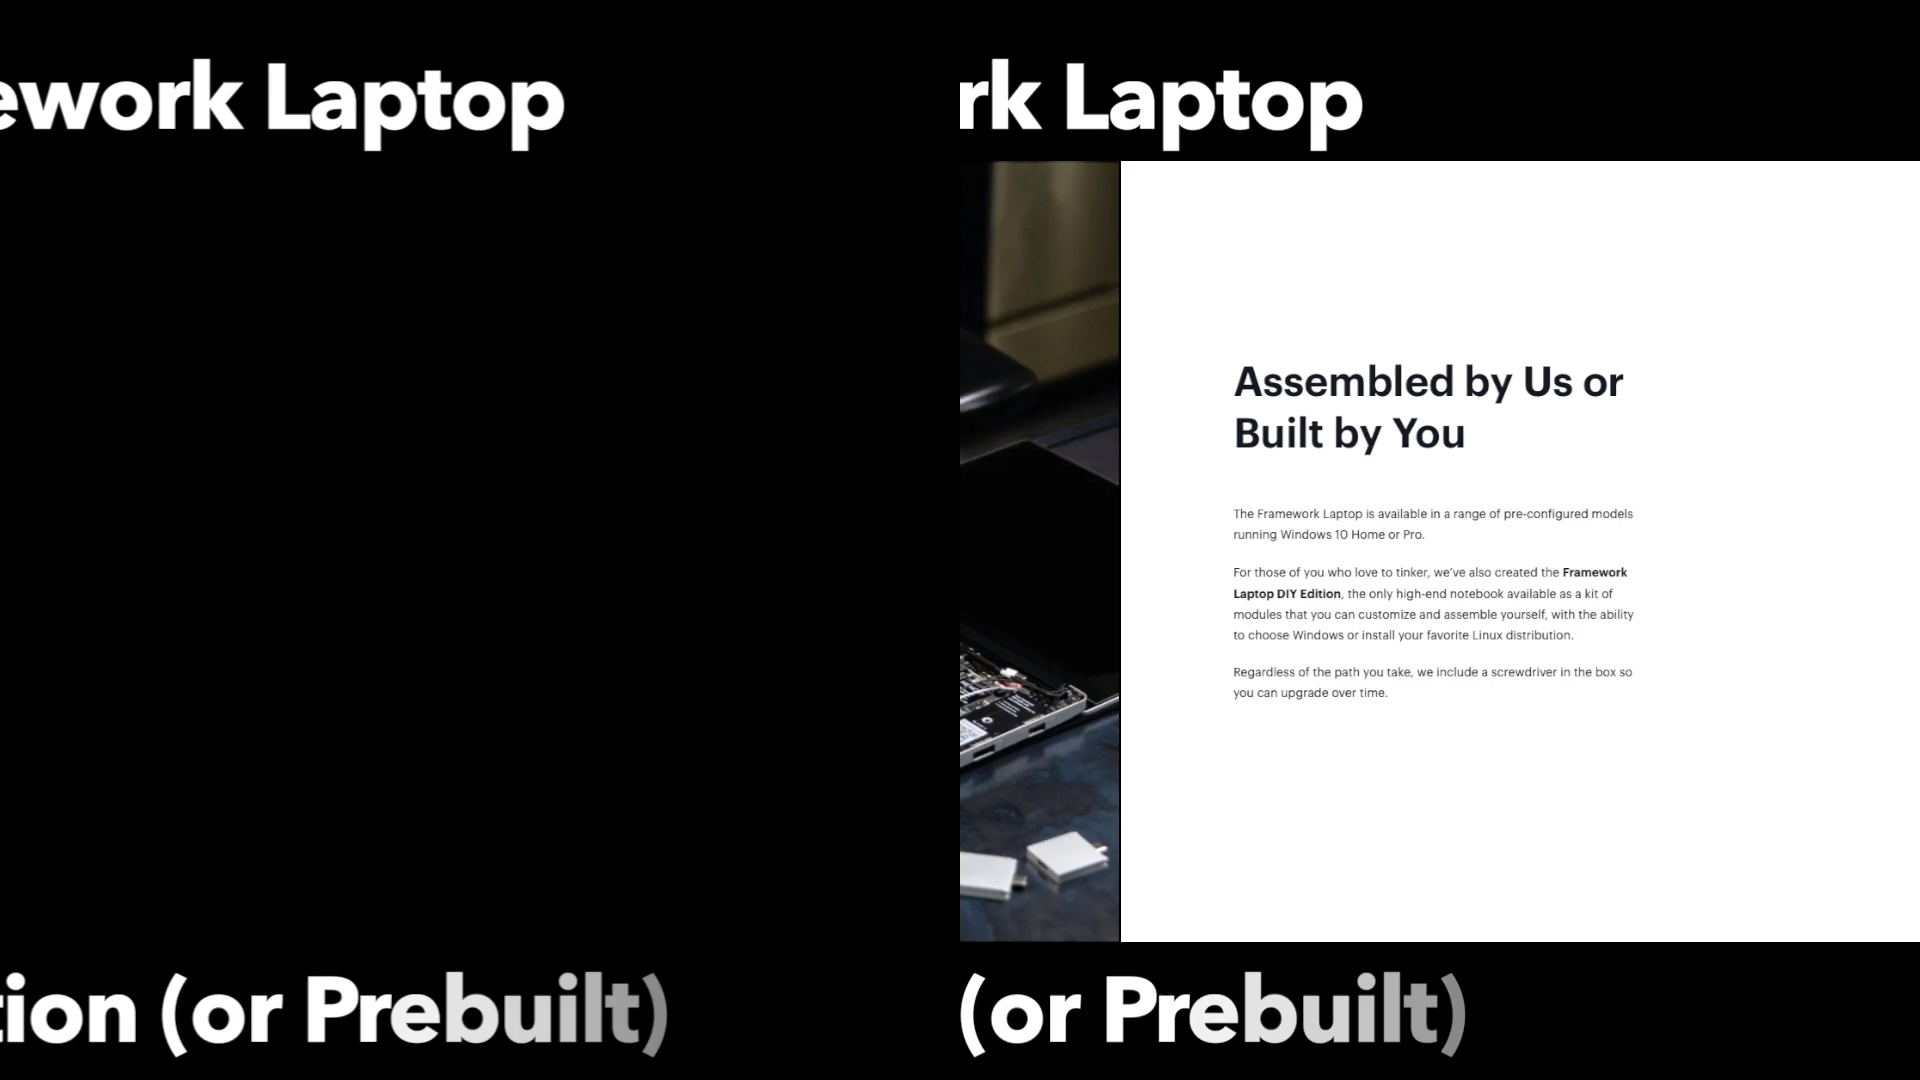 ework Laptop
rk Laptop
Assembled by Us or
Built by You
The Framework Laptop is available in a range of pre-configured models
running Windows 10 Home or Pro.
For those of you who love to tinker, we've also created the Framework
Laptop DIY Edition, the only high-end notebook available as a kit of
modules that you can customize and assemble yourself, with the ability
to choose Windows or install your favorite Linux distribution.
Regardless of the path you take, we include a screwdriver in the box so
you can upgrade over time.
tion (or Prebuilt)
(or Prebuilt)